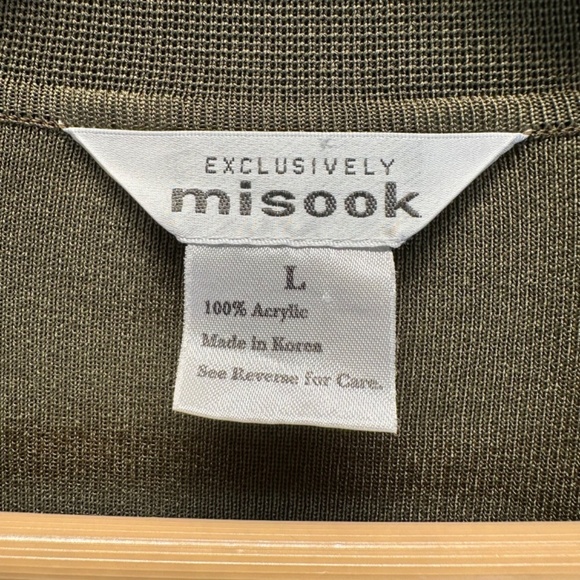 EXCLUSIVELY
misook
L
100% Acrylic
Made in Korea
See Reverse for Care.